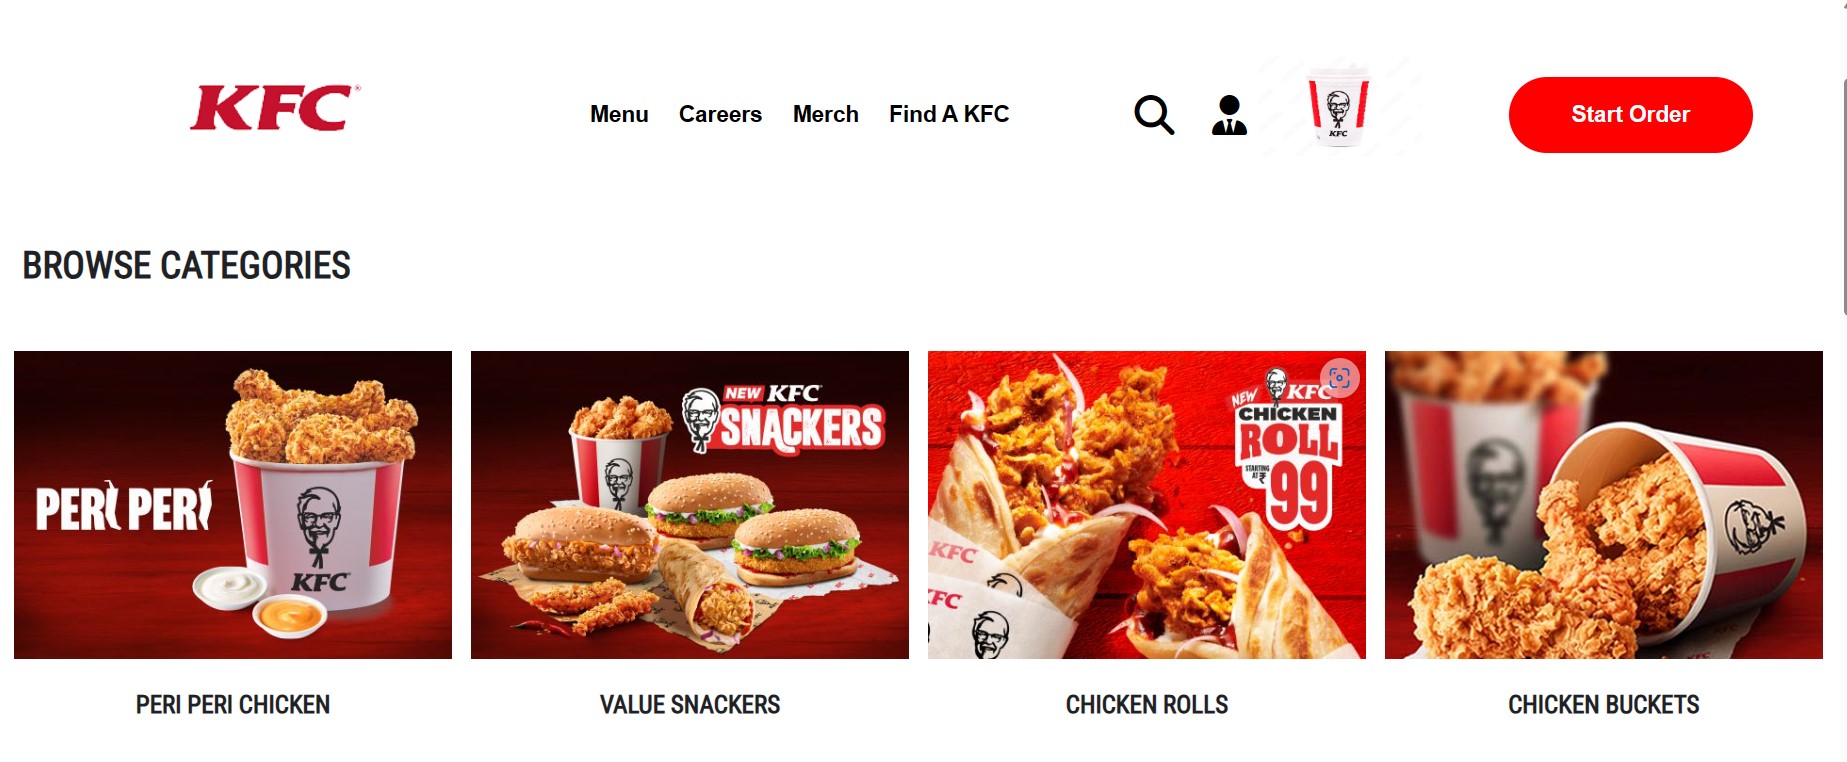 KFC
Menu Careers Merch Find A KFC
KFC
Start Order
BROWSE CATEGORIES
PERI PERI
KFC
NEW KFC
SNACKERS
NEW KFC
CHICKEN
ROLL
STARTING
AT ₹
99
KFC
KFC
PERI PERI CHICKEN
VALUE SNACKERS
CHICKEN ROLLS
CHICKEN BUCKETS